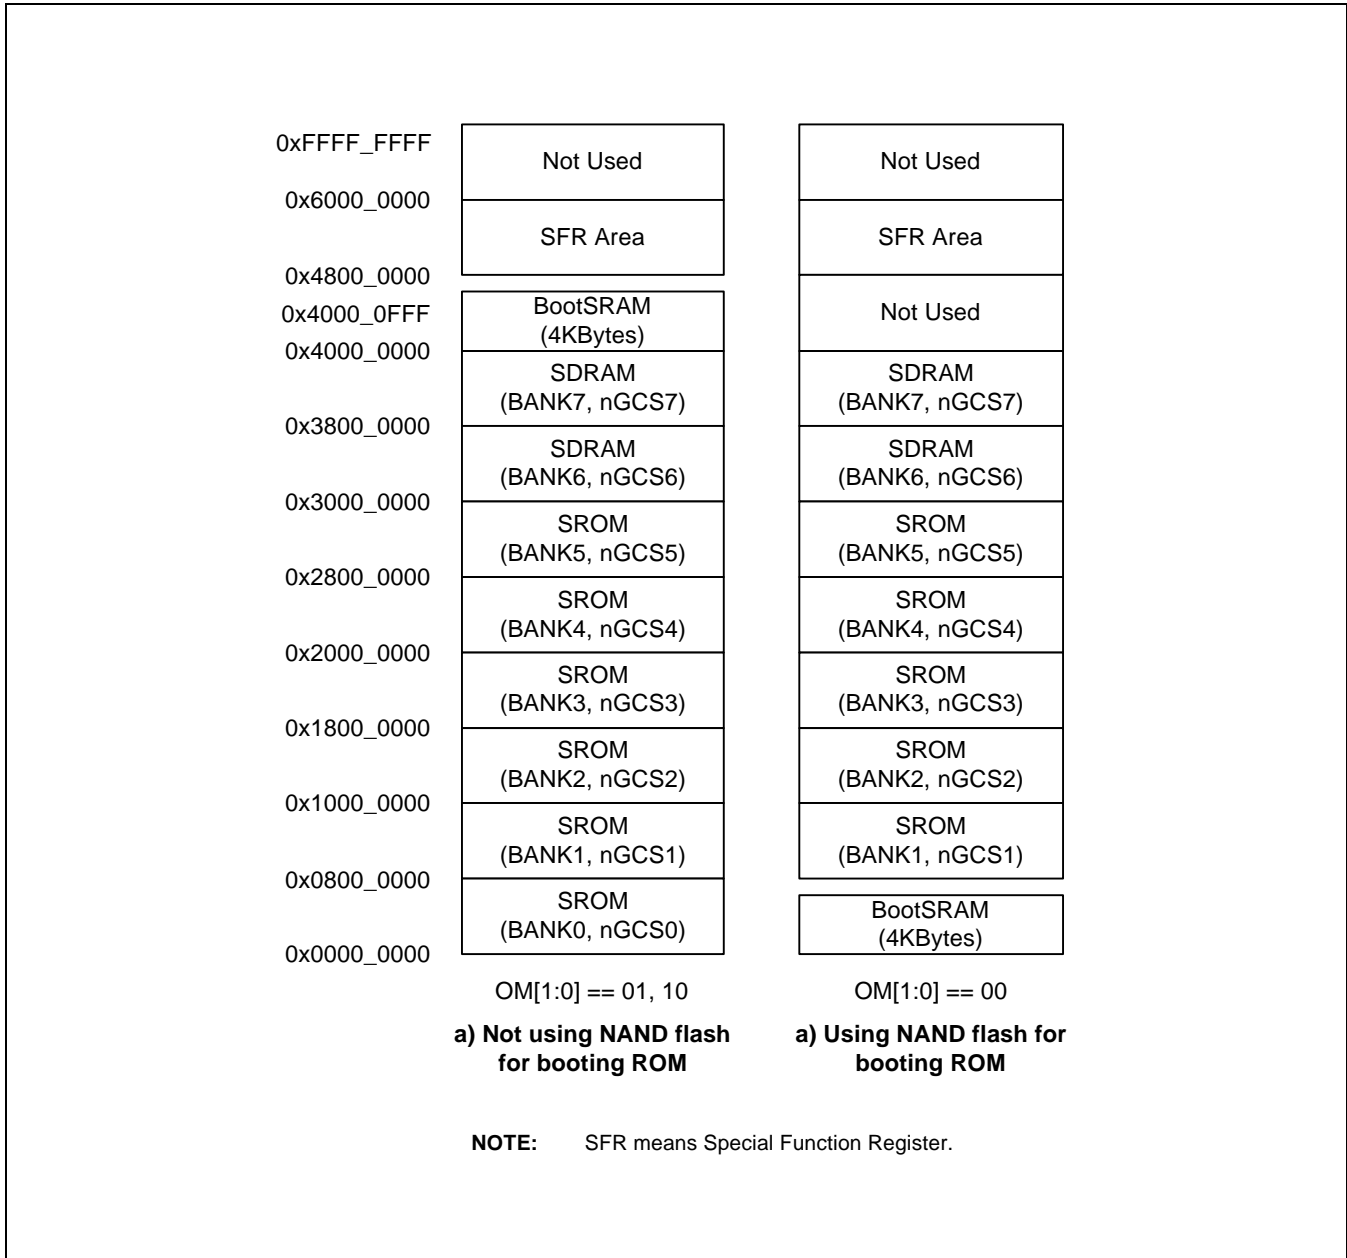 0xFFFF_FFFF
Not Used
Not Used
0x6000_0000
SFR Area
SFR Area
0x4800_0000
BootSRAM
(4KBytes)
0x4000_0FFF
Not Used
0x4000_0000
SDRAM
(BANK7, nGCS7)
SDRAM
(BANK7, nGCS7)
0x3800_0000
SDRAM
(BANK6, nGCS6)
SDRAM
(BANK6, nGCS6)
0x3000_0000
SROM
(BANK5, nGCS5)
SROM
(BANK5, nGCS5)
0x2800_0000
SROM
(BANK4, nGCS4)
SROM
(BANK4, nGCS4)
0x2000_0000
SROM
(BANK3, nGCS3)
SROM
(BANK3, nGCS3)
0x1800_0000
SROM
(BANK2, nGCS2)
SROM
(BANK2, nGCS2)
0x1000_0000
SROM
(BANK1, nGCS1)
SROM
(BANK1, nGCS1)
0x0800_0000
SROM
(BANK0, nGCS0)
BootSRAM
(4KBytes)
0x0000_0000
OM[1:0] == 01, 10
OM[1:0] == 00
a) Not using NAND flash
for booting ROM
a) Using NAND flash for
booting ROM
NOTE: SFR means Special Function Register.